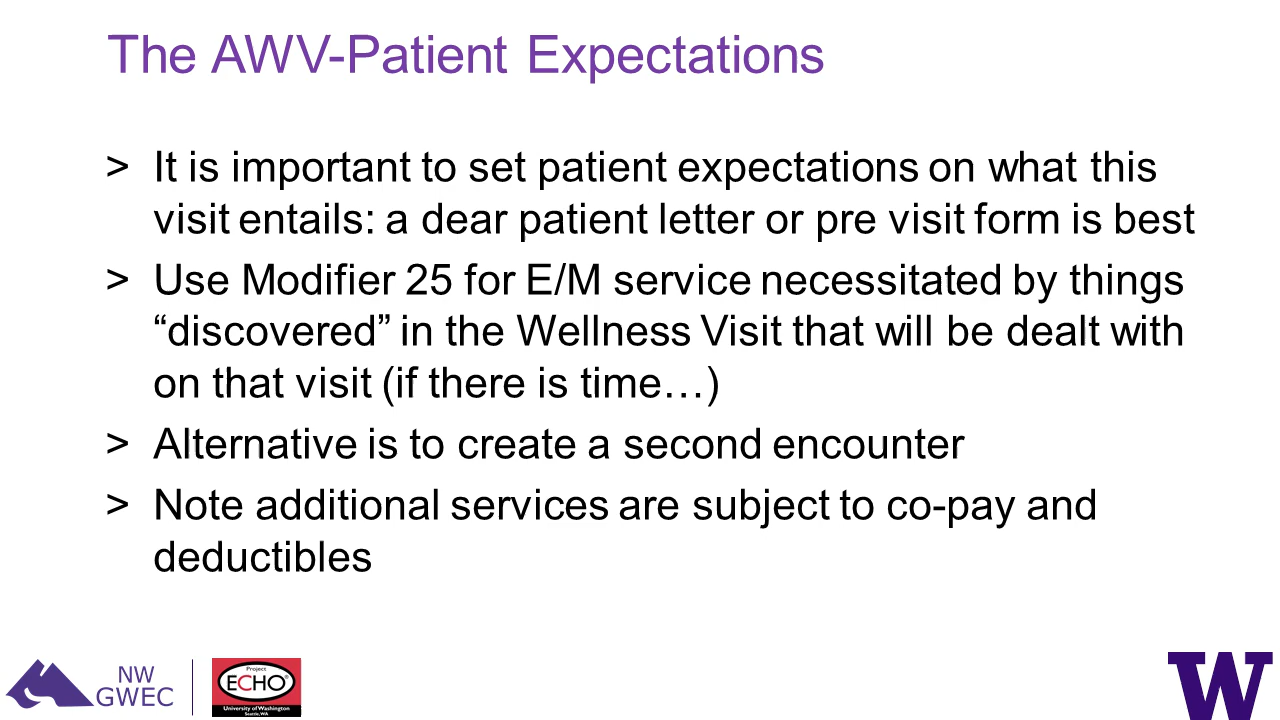 The AWV-Patient Expectations
> It is important to set patient expectations on what this
visit entails: a dear patient letter or pre visit form is best
> Use Modifier 25 for E/M service necessitated by things
“discovered” in the Wellness Visit that will be dealt with
on that visit (if there is time…)
> Alternative is to create a second encounter
> Note additional services are subject to co-pay and
deductibles
NW
GWEC
Project
ECHO®
University of Washington
Seattle, WA
W